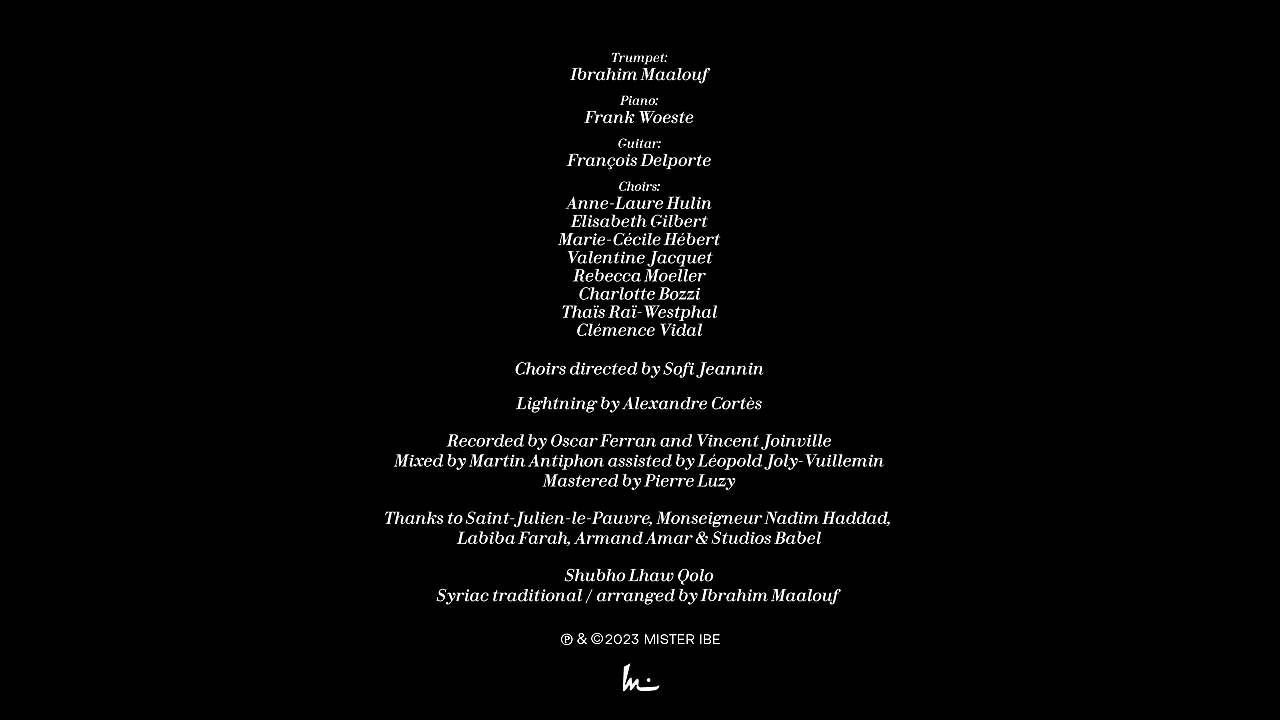 Trumpet:
Ibrahim Maalouf
Piano:
Frank Woeste
Guitar:
François Delporte
Choirs:
Anne-Laure Hulin
Elisabeth Gilbert
Marie-Cécile Hébert
Valentine Jacquet
Rebecca Moeller
Charlotte Bozzi
Thaïs Raï-Westphal
Clémence Vidal
Choirs directed by Sofi Jeannin
Lightning by Alexandre Cortès
Recorded by Oscar Ferran and Vincent Joinville
Mixed by Martin Antiphon assisted by Léopold Joly-Vuillemin
Mastered by Pierre Luzy
Thanks to Saint-Julien-le-Pauvre, Monseigneur Nadim Haddad,
Labiba Farah, Armand Amar & Studios Babel
Shubho Lhaw Qolo
Syriac traditional / arranged by Ibrahim Maalouf
℗ & ©2023 MISTER IBE